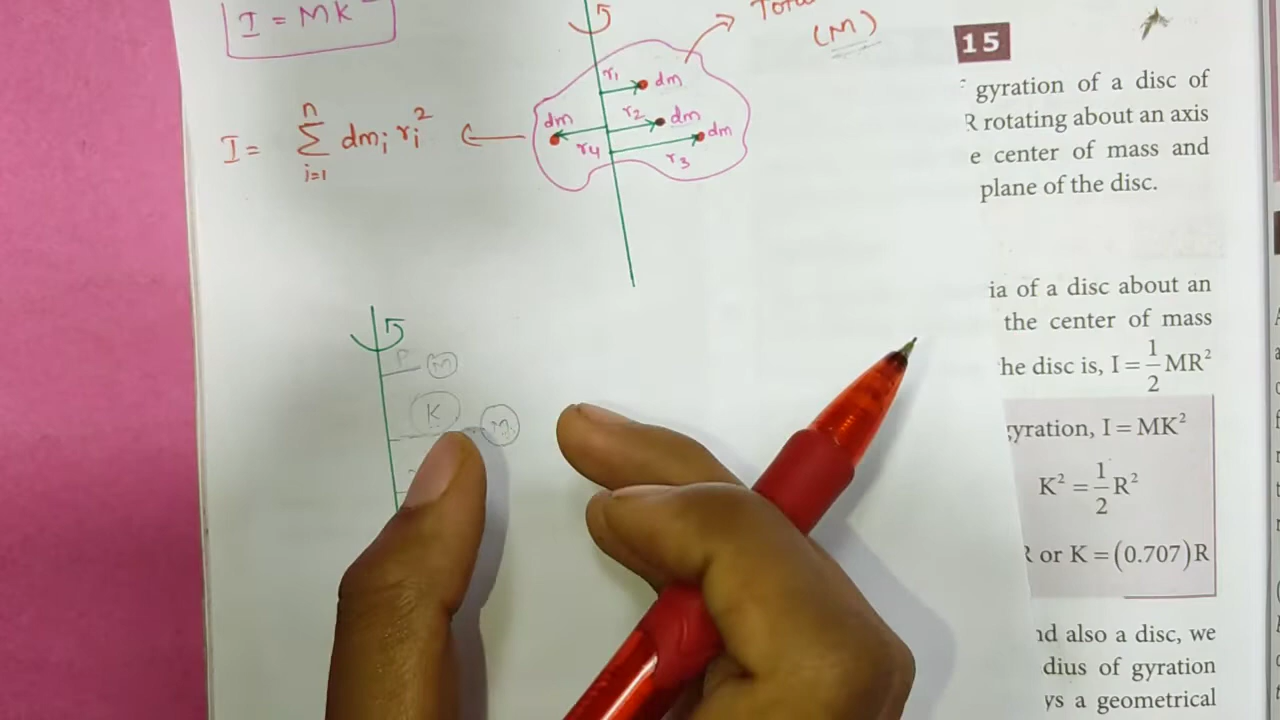 I = MK
(M)
r₁ dm
dm r₂ dm
r₄ r₃ dm
I = n∑i=1 dmᵢ rᵢ²
M
K
m
15
gyration of a disc of
R rotating about an axis
e center of mass and
plane of the disc.
ia of a disc about an
the center of mass
he disc is, I = 1/2 MR²
gyration, I = MK²
K² = 1/2 R²
R or K = (0.707)R
nd also a disc, we
dius of gyration
ys a geometrical